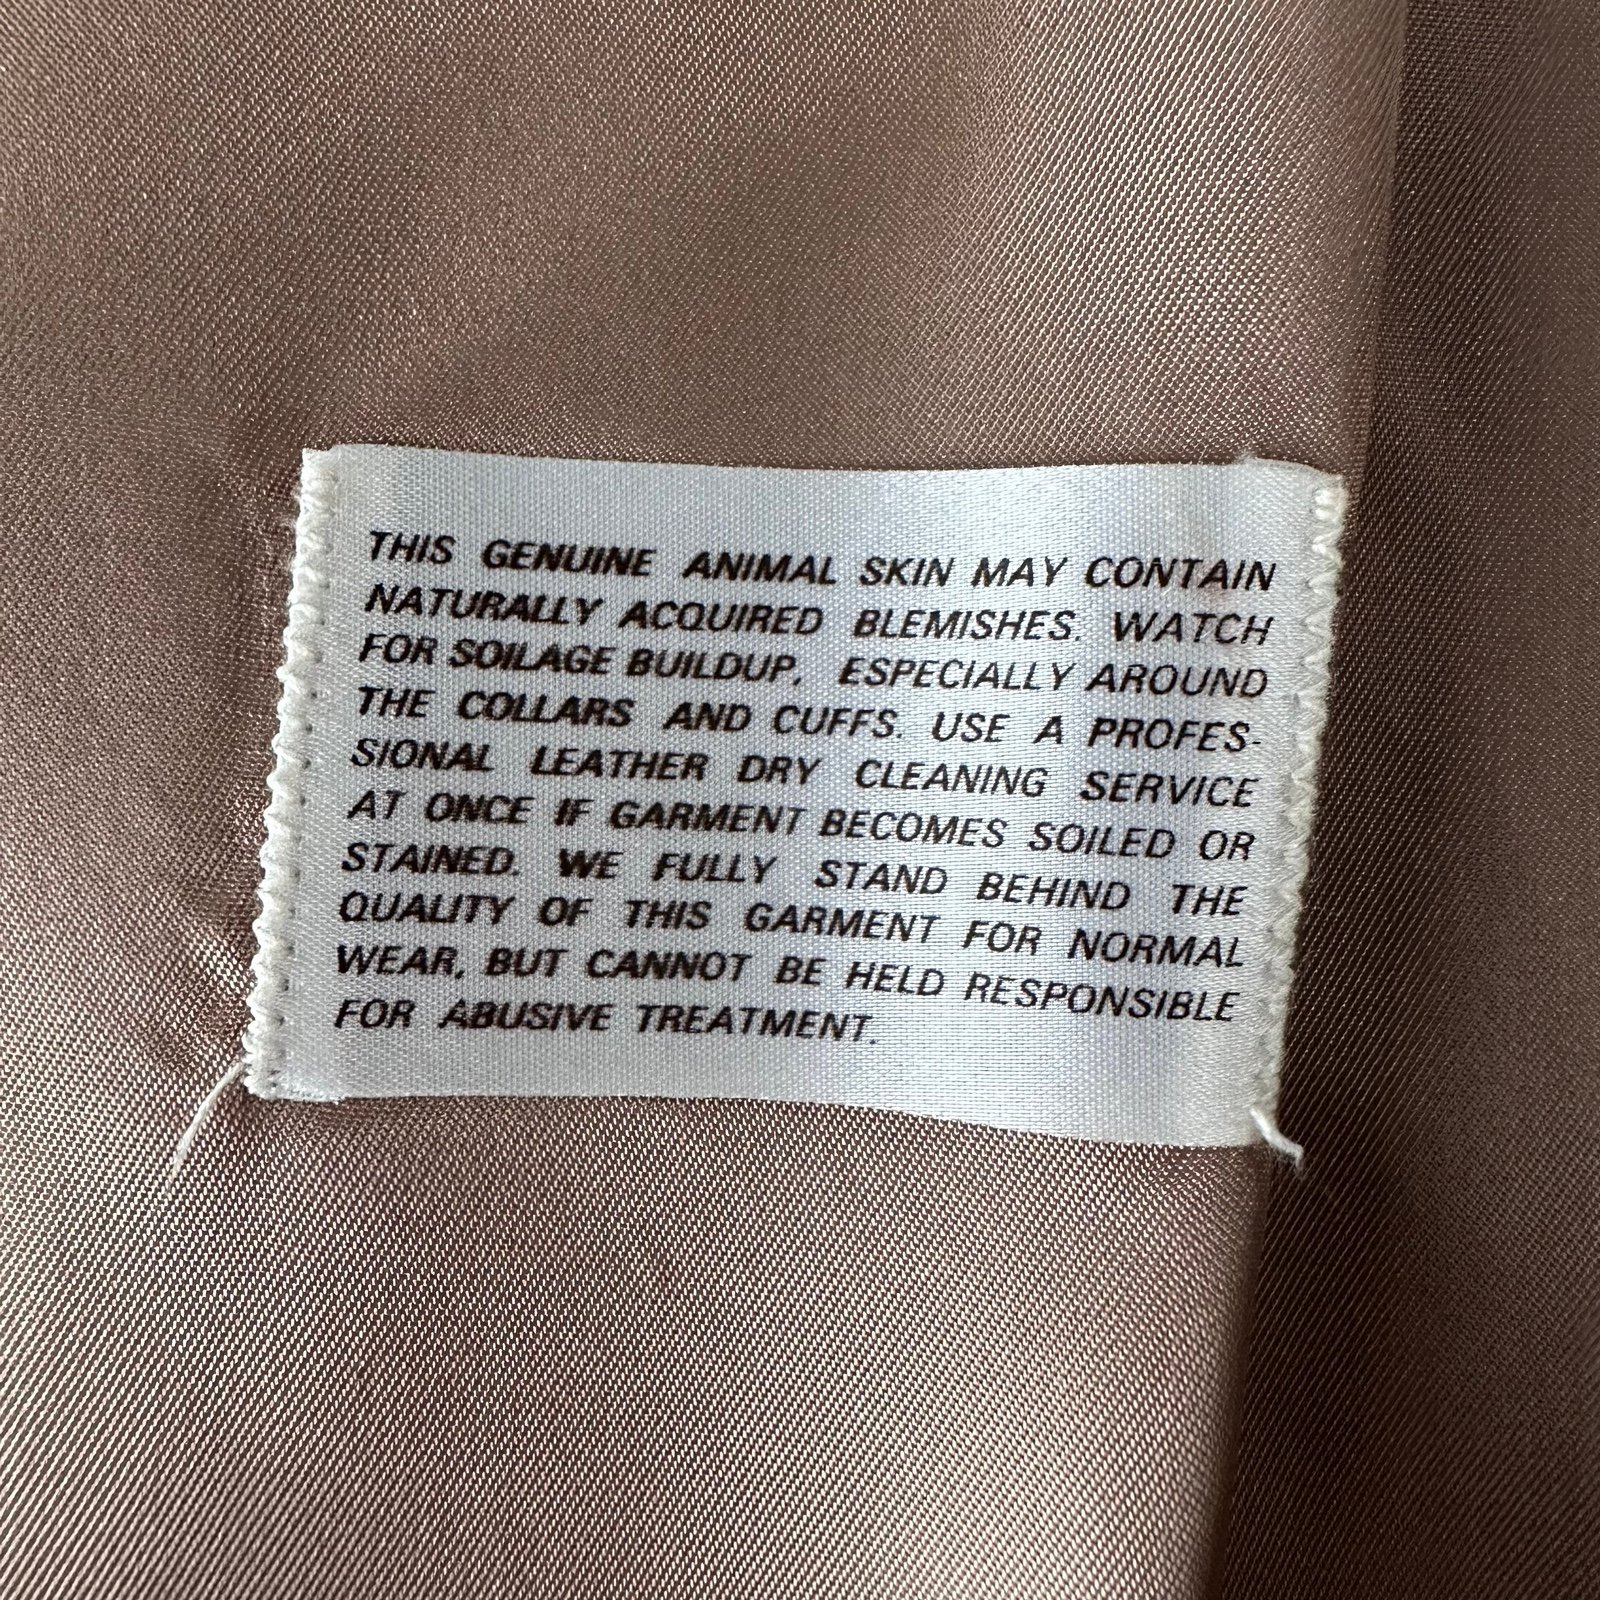 THIS GENUINE ANIMAL SKIN MAY CONTAIN
NATURALLY ACQUIRED BLEMISHES. WATCH
FOR SOILAGE BUILDUP, ESPECIALLY AROUND
THE COLLARS AND CUFFS. USE A PROFES-
SIONAL LEATHER DRY CLEANING SERVICE
AT ONCE IF GARMENT BECOMES SOILED OR
STAINED. WE FULLY STAND BEHIND THE
QUALITY OF THIS GARMENT FOR NORMAL
WEAR, BUT CANNOT BE HELD RESPONSIBLE
FOR ABUSIVE TREATMENT.